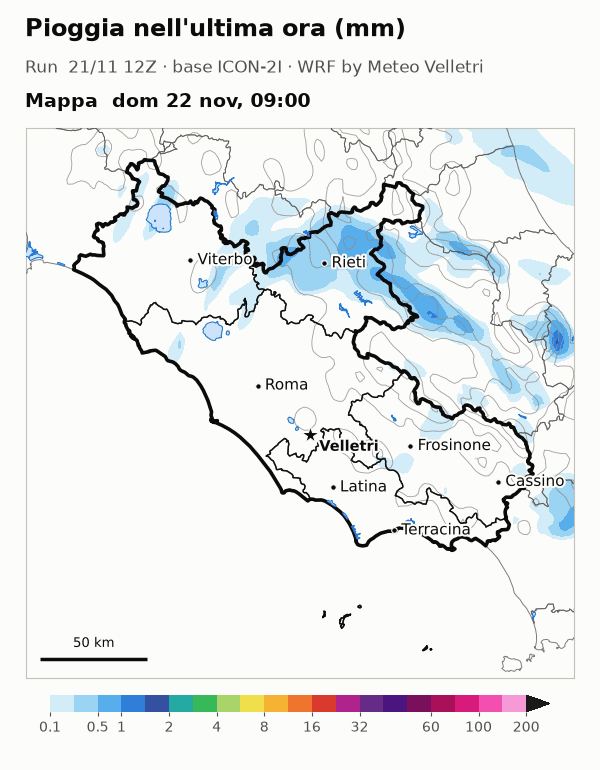 Pioggia nell'ultima ora (mm)
Run  21/11 12Z · base ICON-2I · WRF by Meteo Velletri
Mappa  dom 22 nov, 09:00
Viterbo
Rieti
Roma
Velletri
Frosinone
Cassino
Latina
Terracina
50 km
0.1 0.5 1 2 4 8 16 32 60 100 200